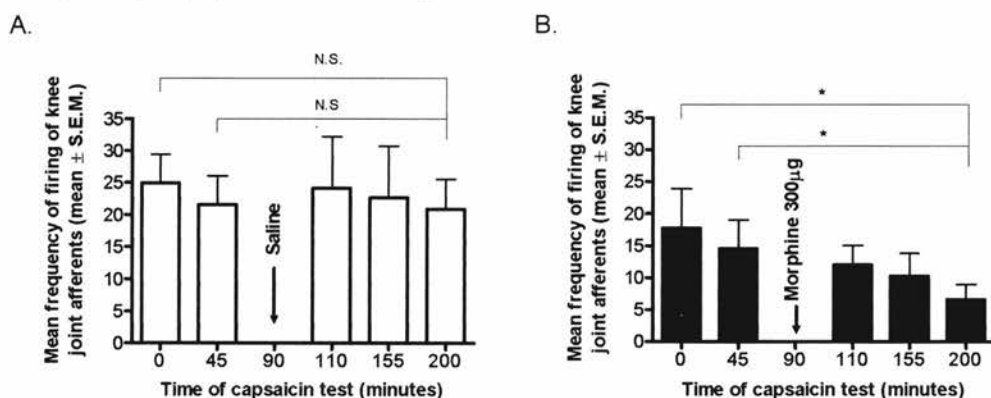 A.
N.S.
N.S
Mean frequency of firing of knee
joint afferents (mean ± S.E.M.)
35
30
25
20
15
10
5
0
Saline
0 45 90 110 155 200
Time of capsaicin test (minutes)
B.
*
*
Mean frequency of firing of knee
joint afferents (mean ± S.E.M.)
35
30
25
20
15
10
5
0
Morphine 300µg
0 45 90 110 155 200
Time of capsaicin test (minutes)